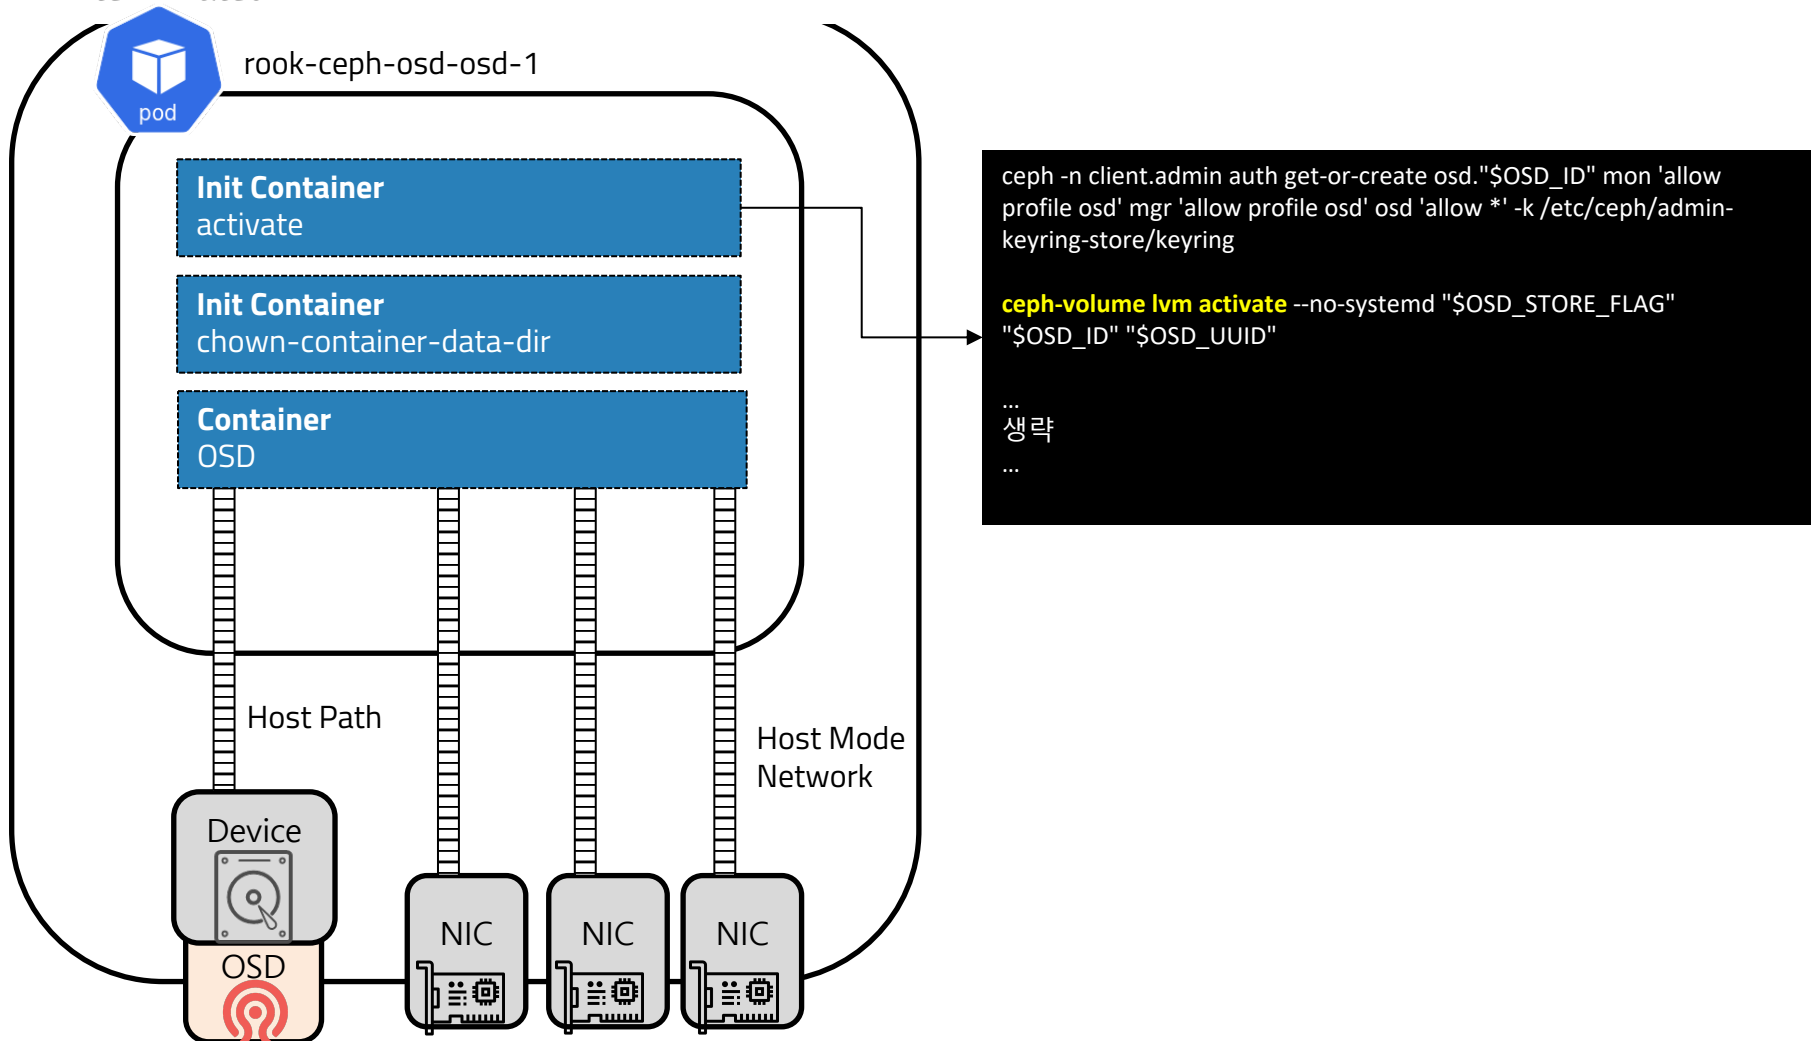 rook-ceph-osd-osd-1
pod
Init Container
activate
Init Container
chown-container-data-dir
Container
OSD
ceph -n client.admin auth get-or-create osd."$OSD_ID" mon 'allow
profile osd' mgr 'allow profile osd' osd 'allow *' -k /etc/ceph/admin-
keyring-store/keyring
ceph-volume lvm activate --no-systemd "$OSD_STORE_FLAG"
"$OSD_ID" "$OSD_UUID"
...
생략
...
Host Path
Host Mode
Network
Device
OSD
NIC
NIC
NIC